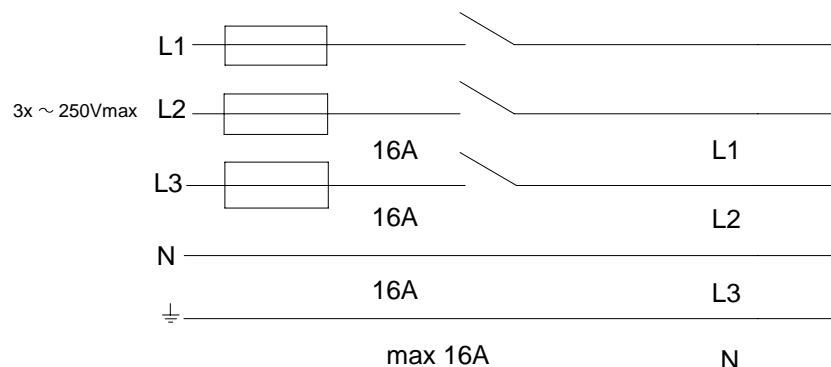 L1
3x ~ 250Vmax L2
16A L1
L3
16A L2
N
16A L3
max 16A N